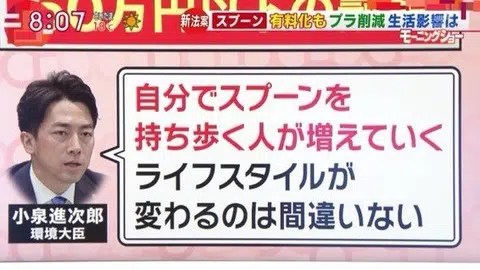 8:07
新法案 スプーン 有料化も プラ削減 生活影響は
モーニングショー
自分でスプーンを
持ち歩く人が増えていく
ライフスタイルが
変わるのは間違いない
小泉進次郎
環境大臣